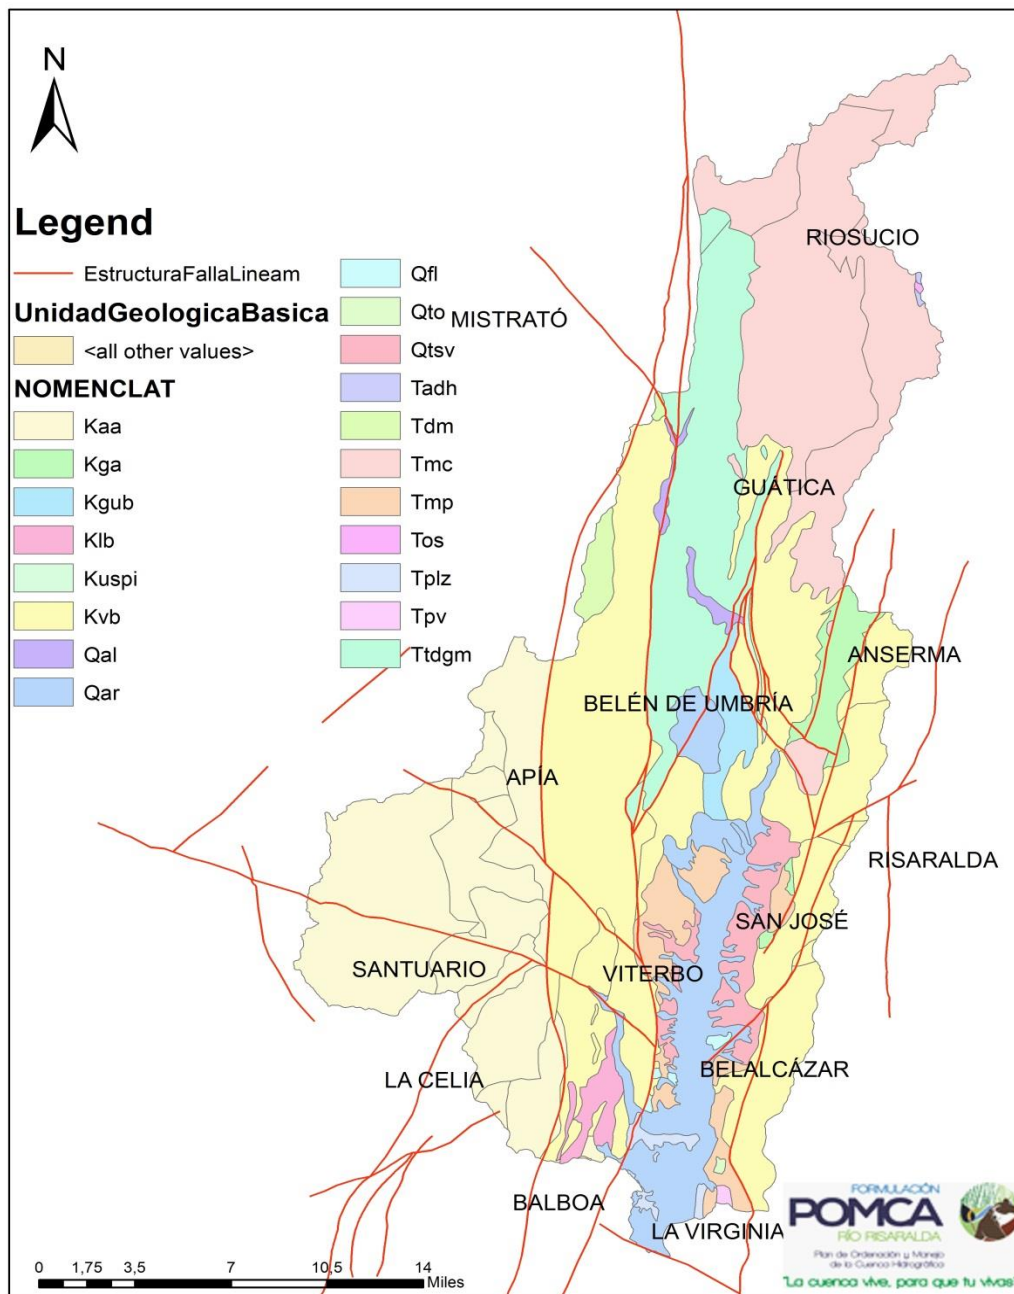 N
Legend
EstructuraFallaLineam
UnidadGeologicaBasica
<all other values>
NOMENCLAT
Kaa
Kga
Kgub
Klb
Kuspi
Kvb
Qal
Qar
Qfl
Qto
Qtsv
Tadh
Tdm
Tmc
Tmp
Tos
Tplz
Tpv
Ttdgm
RIOSUCIO
MISTRATÓ
GUÁTICA
ANSERMA
BELÉN DE UMBRÍA
APÍA
RISARALDA
SAN JOSÉ
SANTUARIO
VITERBO
LA CELIA
BELALCÁZAR
BALBOA
LA VIRGINIA
0 1,75 3,5 7 10,5 14
Miles
FORMULACIÓN
POMCA
RÍO RISARALDA
Plan de Ordenación y Manejo
de la Cuenca Hidrográfica
"La cuenca vive, para que tu vivas"